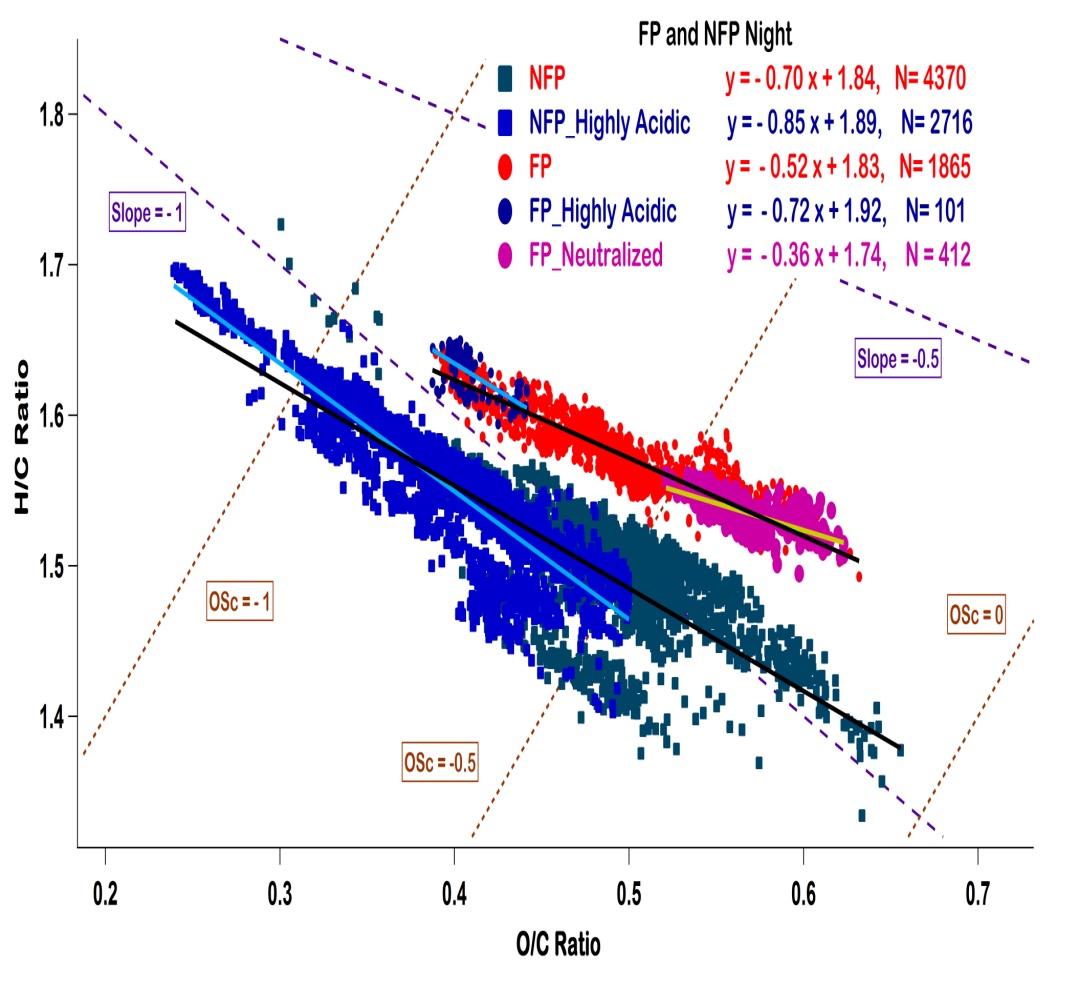 FP and NFP Night
NFP y = - 0.70 x + 1.84, N= 4370
NFP_Highly Acidic y = - 0.85 x + 1.89, N= 2716
FP y = - 0.52 x + 1.83, N= 1865
FP_Highly Acidic y = - 0.72 x + 1.92, N= 101
FP_Neutralized y = - 0.36 x + 1.74, N = 412
Slope = - 1
Slope = -0.5
OSc = - 1
OSc = 0
OSc = -0.5
H/C Ratio
1.8
1.7
1.6
1.5
1.4
0.2 0.3 0.4 0.5 0.6 0.7
O/C Ratio